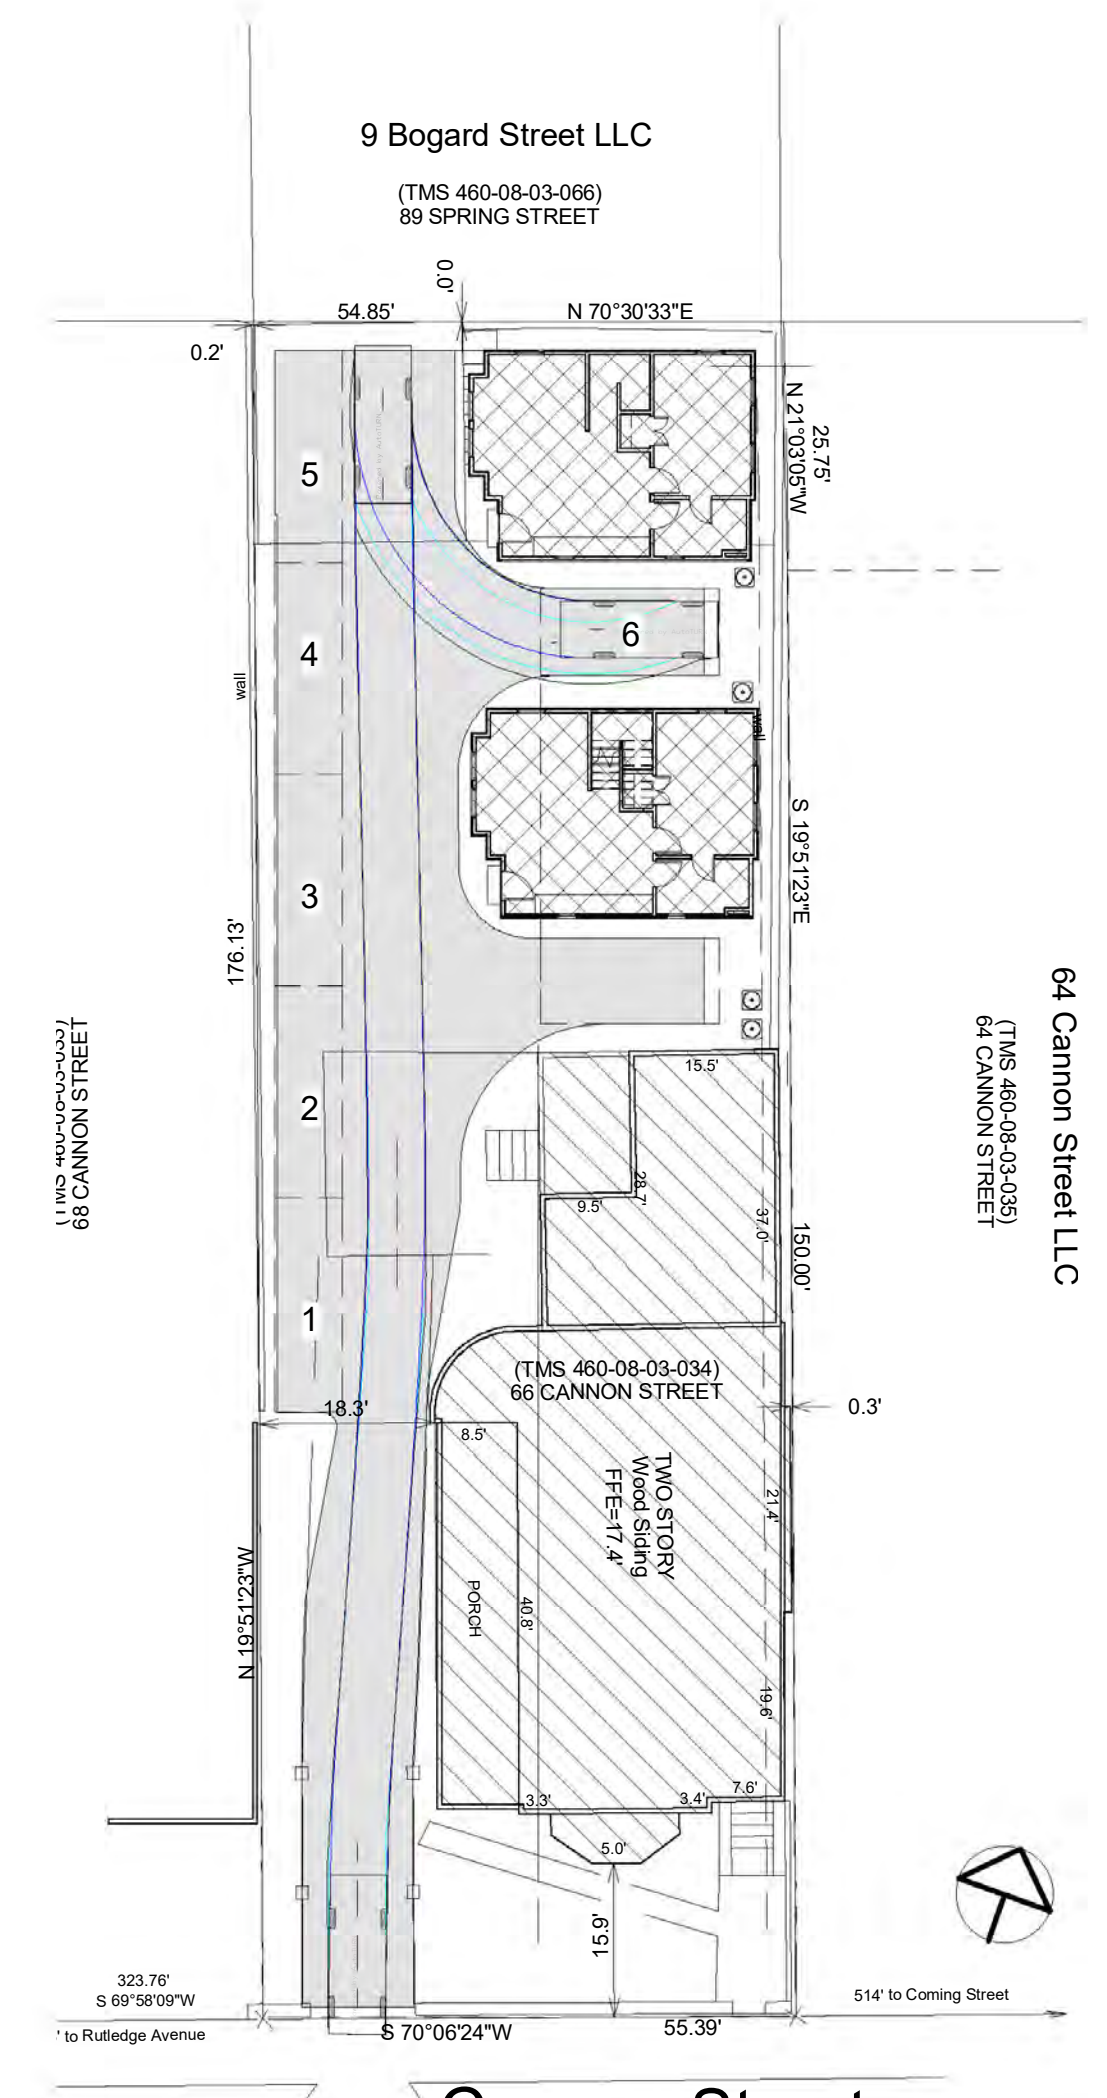 9 Bogard Street LLC
(TMS 460-08-03-066)
89 SPRING STREET
0.0'
54.85'
N 70°30'33"E
0.2'
N 21°03'05"W
25.75'
5
6
4
wall
wall
S 19°51'23"E
3
176.13'
64 Cannon Street LLC
(TMS 460-08-03-035)
64 CANNON STREET
68 CANNON STREET
15.5'
2
28.7'
9.5'
37.0'
150.00'
1
(TMS 460-08-03-034)
66 CANNON STREET
18.3'
0.3'
8.5'
TWO STORY
Wood Siding
FFE=17.4'
21.4'
N 19°51'23"W
PORCH
40.8'
19.6'
7.6'
3.3'
3.4'
5.0'
15.9'
323.76'
S 69°58'09"W
514' to Coming Street
' to Rutledge Avenue
S 70°06'24"W
55.39'